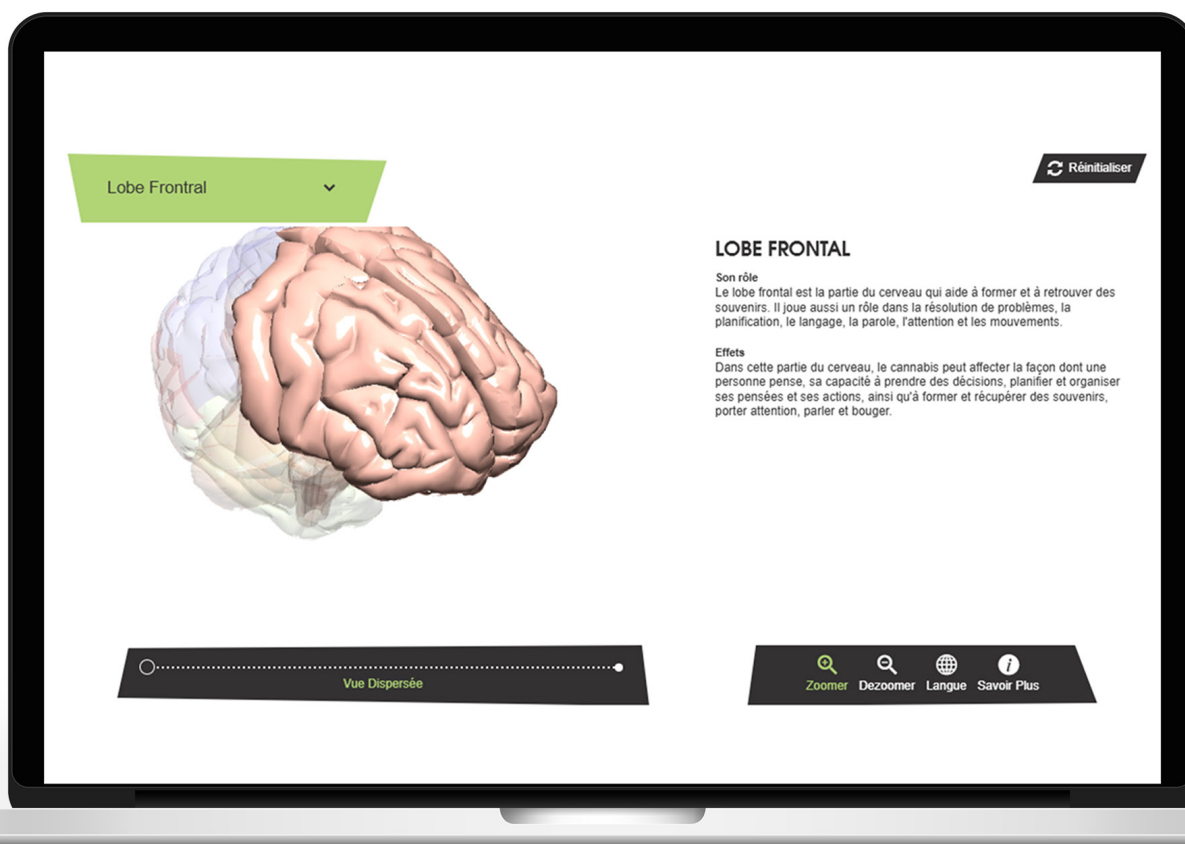 Lobe Frontral
Réinitialiser
LOBE FRONTAL
Son rôle
Le lobe frontal est la partie du cerveau qui aide à former et à retrouver des
souvenirs. Il joue aussi un rôle dans la résolution de problèmes, la
planification, le langage, la parole, l'attention et les mouvements.
Effets
Dans cette partie du cerveau, le cannabis peut affecter la façon dont une
personne pense, sa capacité à prendre des décisions, planifier et organiser
ses pensées et ses actions, ainsi qu'à former et récupérer des souvenirs,
porter attention, parler et bouger.
Vue Dispersée
Zoomer Dezoomer Langue Savoir Plus